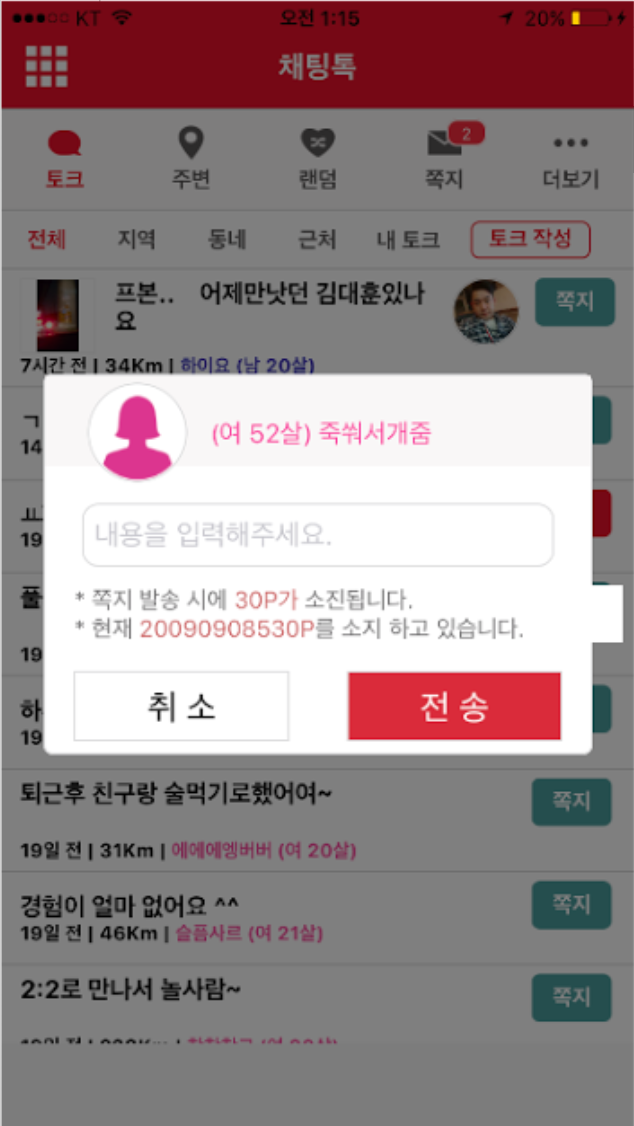 KT 오전 1:15 20%
채팅톡
2
토크 주변 랜덤 쪽지 더보기
전체 지역 동네 근처 내 토크 토크 작성
프본.. 어제만낫던 김대훈있나
요
쪽지
7시간 전 | 34Km | 하이요 (남 20살)
ㄱ
14
(여 52살) 죽쒀서개줌
19
내용을 입력해주세요.
풀
* 쪽지 발송 시에 30P가 소진됩니다.
* 현재 20090908530P를 소지 하고 있습니다.
19
하
취 소 전 송
19
퇴근후 친구랑 술먹기로했어여~
쪽지
19일 전 | 31Km | 에에에엥버버 (여 20살)
경험이 얼마 없어요 ^^
쪽지
19일 전 | 46Km | 슬픔사르 (여 21살)
2:2로 만나서 놀사람~
쪽지